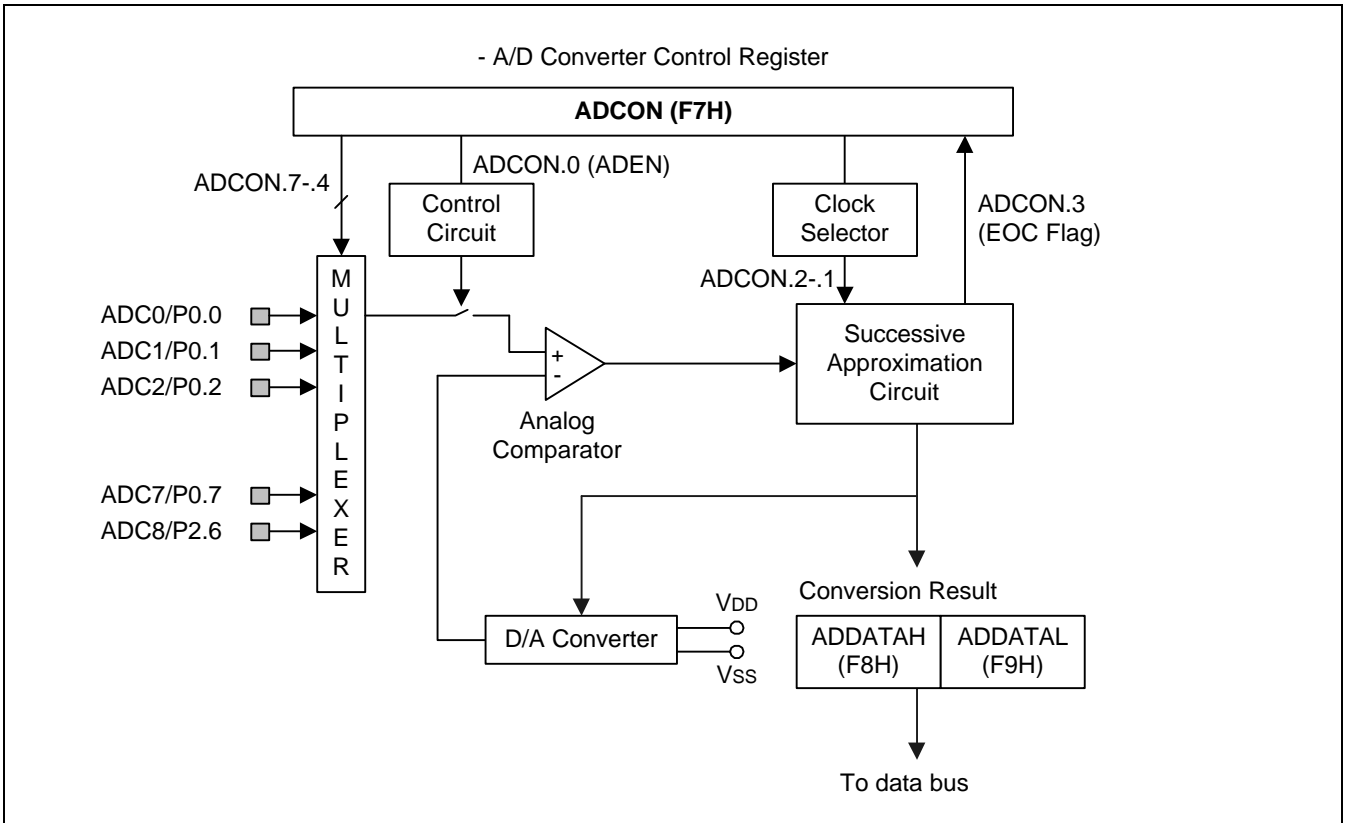 - A/D Converter Control Register
ADCON (F7H)
ADCON.7-.4
ADCON.0 (ADEN)
Control
Circuit
Clock
Selector
ADCON.3
(EOC Flag)
ADCON.2-.1
M
U
L
T
I
P
L
E
X
E
R
ADC0/P0.0
ADC1/P0.1
ADC2/P0.2
ADC7/P0.7
ADC8/P2.6
+
-
Analog
Comparator
Successive
Approximation
Circuit
D/A Converter
VDD
VSS
Conversion Result
ADDATAH
(F8H)
ADDATAL
(F9H)
To data bus